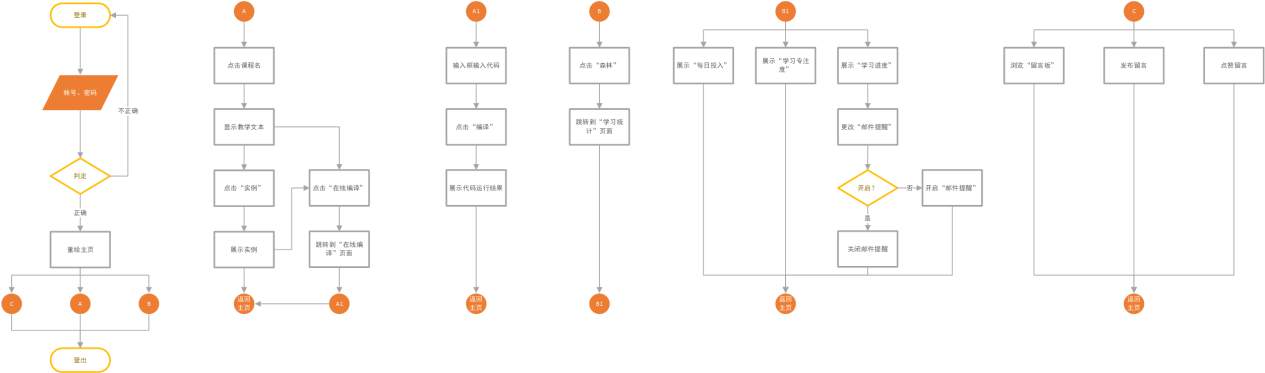 登录
帐号、密码
不正确
判定
正确
重绘主页
C
A
B
登出
A
点击课程名
显示教学文本
点击“实例”
点击“在线编译”
展示实例
跳转到“在线编
译”页面
返回
主页
A1
A1
输入框输入代码
点击“编译”
展示代码运行结果
返回
主页
B
点击“森林”
跳转到“学习统
计”页面
B1
B1
展示“每日投入”
展示“学习专注
度”
展示“学习进度”
更改“邮件提醒”
开启？
否
开启“邮件提醒”
是
关闭邮件提醒
返回
主页
C
浏览“留言板”
发布留言
点赞留言
返回
主页